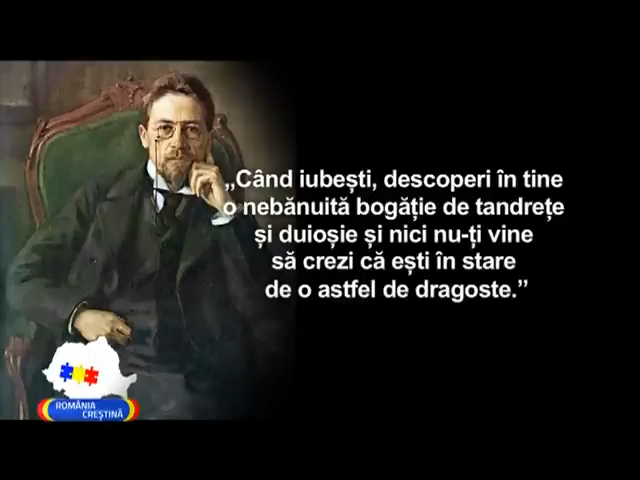 „Când iubești, descoperi în tine
o nebănuită bogăție de tandrețe
și duioșie și nici nu-ți vine
să crezi că ești în stare
de o astfel de dragoste.”
ROMÂNIA
CREȘTINĂ